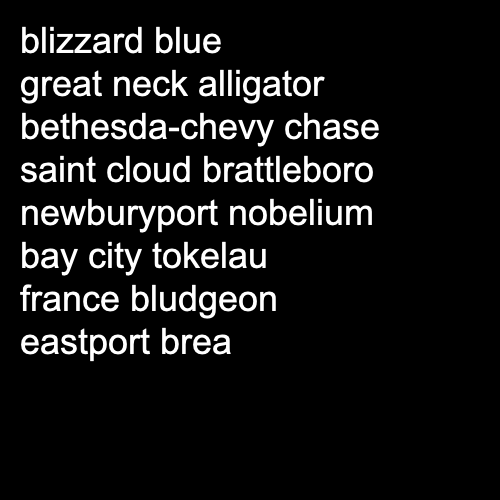 blizzard blue
great neck alligator
bethesda-chevy chase
saint cloud brattleboro
newburyport nobelium
bay city tokelau
france bludgeon
eastport brea